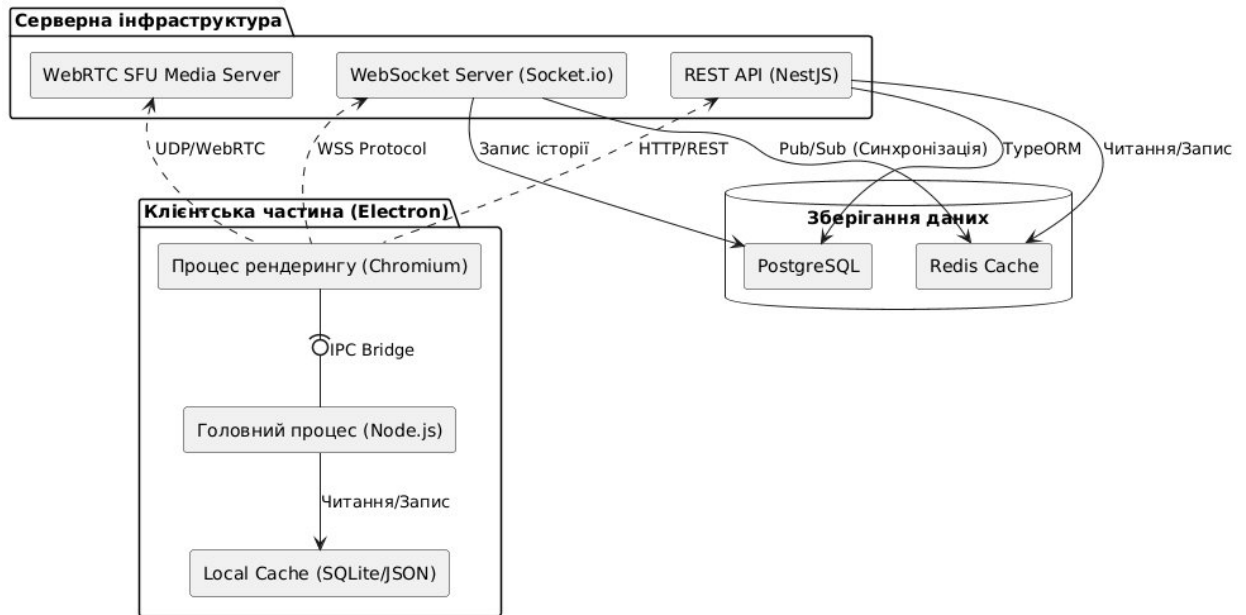 Серверна інфраструктура
WebRTC SFU Media Server
WebSocket Server (Socket.io)
REST API (NestJS)
UDP/WebRTC
WSS Protocol
Запис історії
HTTP/REST
Pub/Sub (Синхронізація)
TypeORM
Читання/Запис
Клієнтська частина (Electron)
Зберігання даних
Процес рендерингу (Chromium)
PostgreSQL
Redis Cache
IPC Bridge
Головний процес (Node.js)
Читання/Запис
Local Cache (SQLite/JSON)